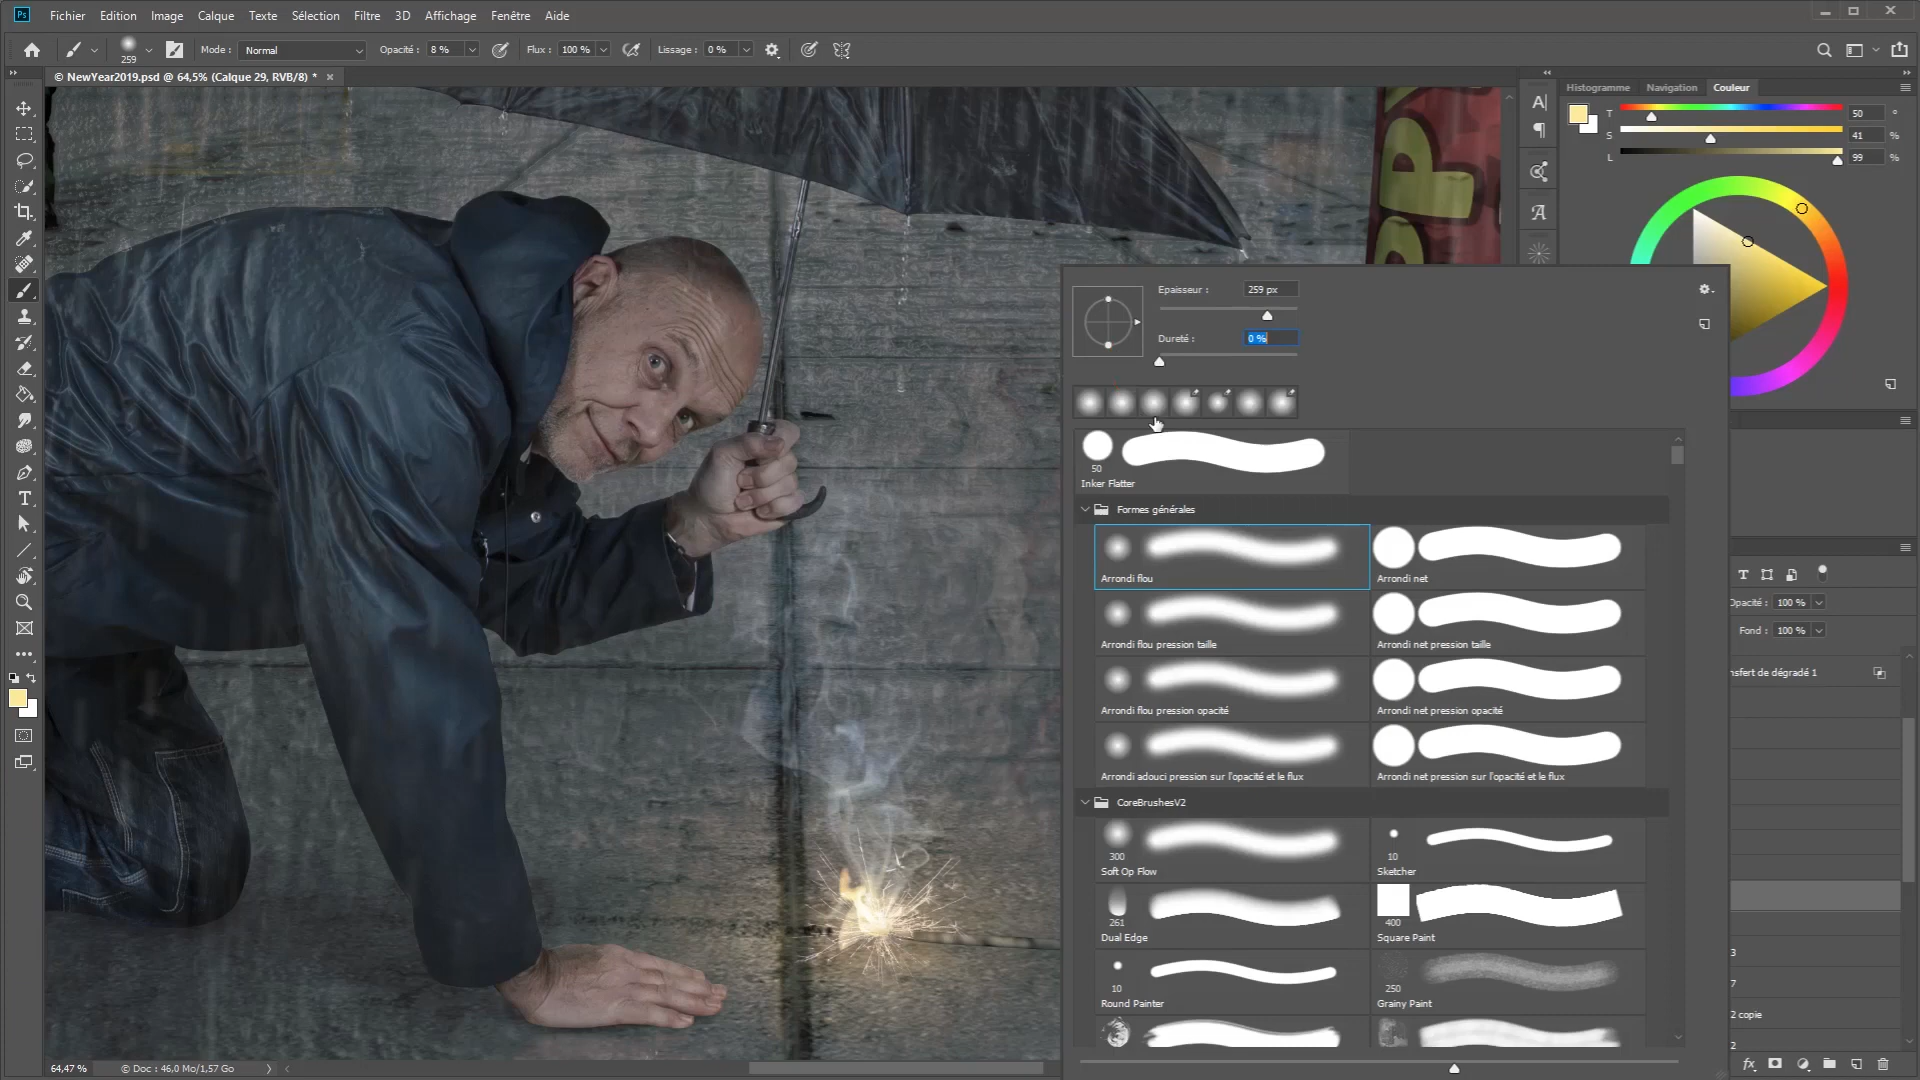 Ps Fichier Edition Image Calque Texte Sélection Filtre 3D Affichage Fenêtre Aide
259 Mode : Normal Opacité : 8 % Flux : 100 % Lissage : 0 %
© NewYear2019.psd @ 64,5% (Calque 29, RVB/8) *
Histogramme Navigation Couleur
T 50 °
S 41 %
L 99 %
Epaisseur : 259 px
Dureté : 0 %
50
Inker Flatter
Formes générales
Arrondi flou Arrondi net
Arrondi flou pression taille Arrondi net pression taille
Arrondi flou pression opacité Arrondi net pression opacité
Arrondi adouci pression sur l'opacité et le flux Arrondi net pression sur l'opacité et le flux
CoreBrushesV2
300 10
Soft Op Flow Sketcher
261 400
Dual Edge Square Paint
10 250
Round Painter Grainy Paint
Opacité : 100 %
Fond : 100 %
nsfert de dégradé 1
3
7
2 copie
2
64,47 % © Doc : 46,0 Mo/1,57 Go